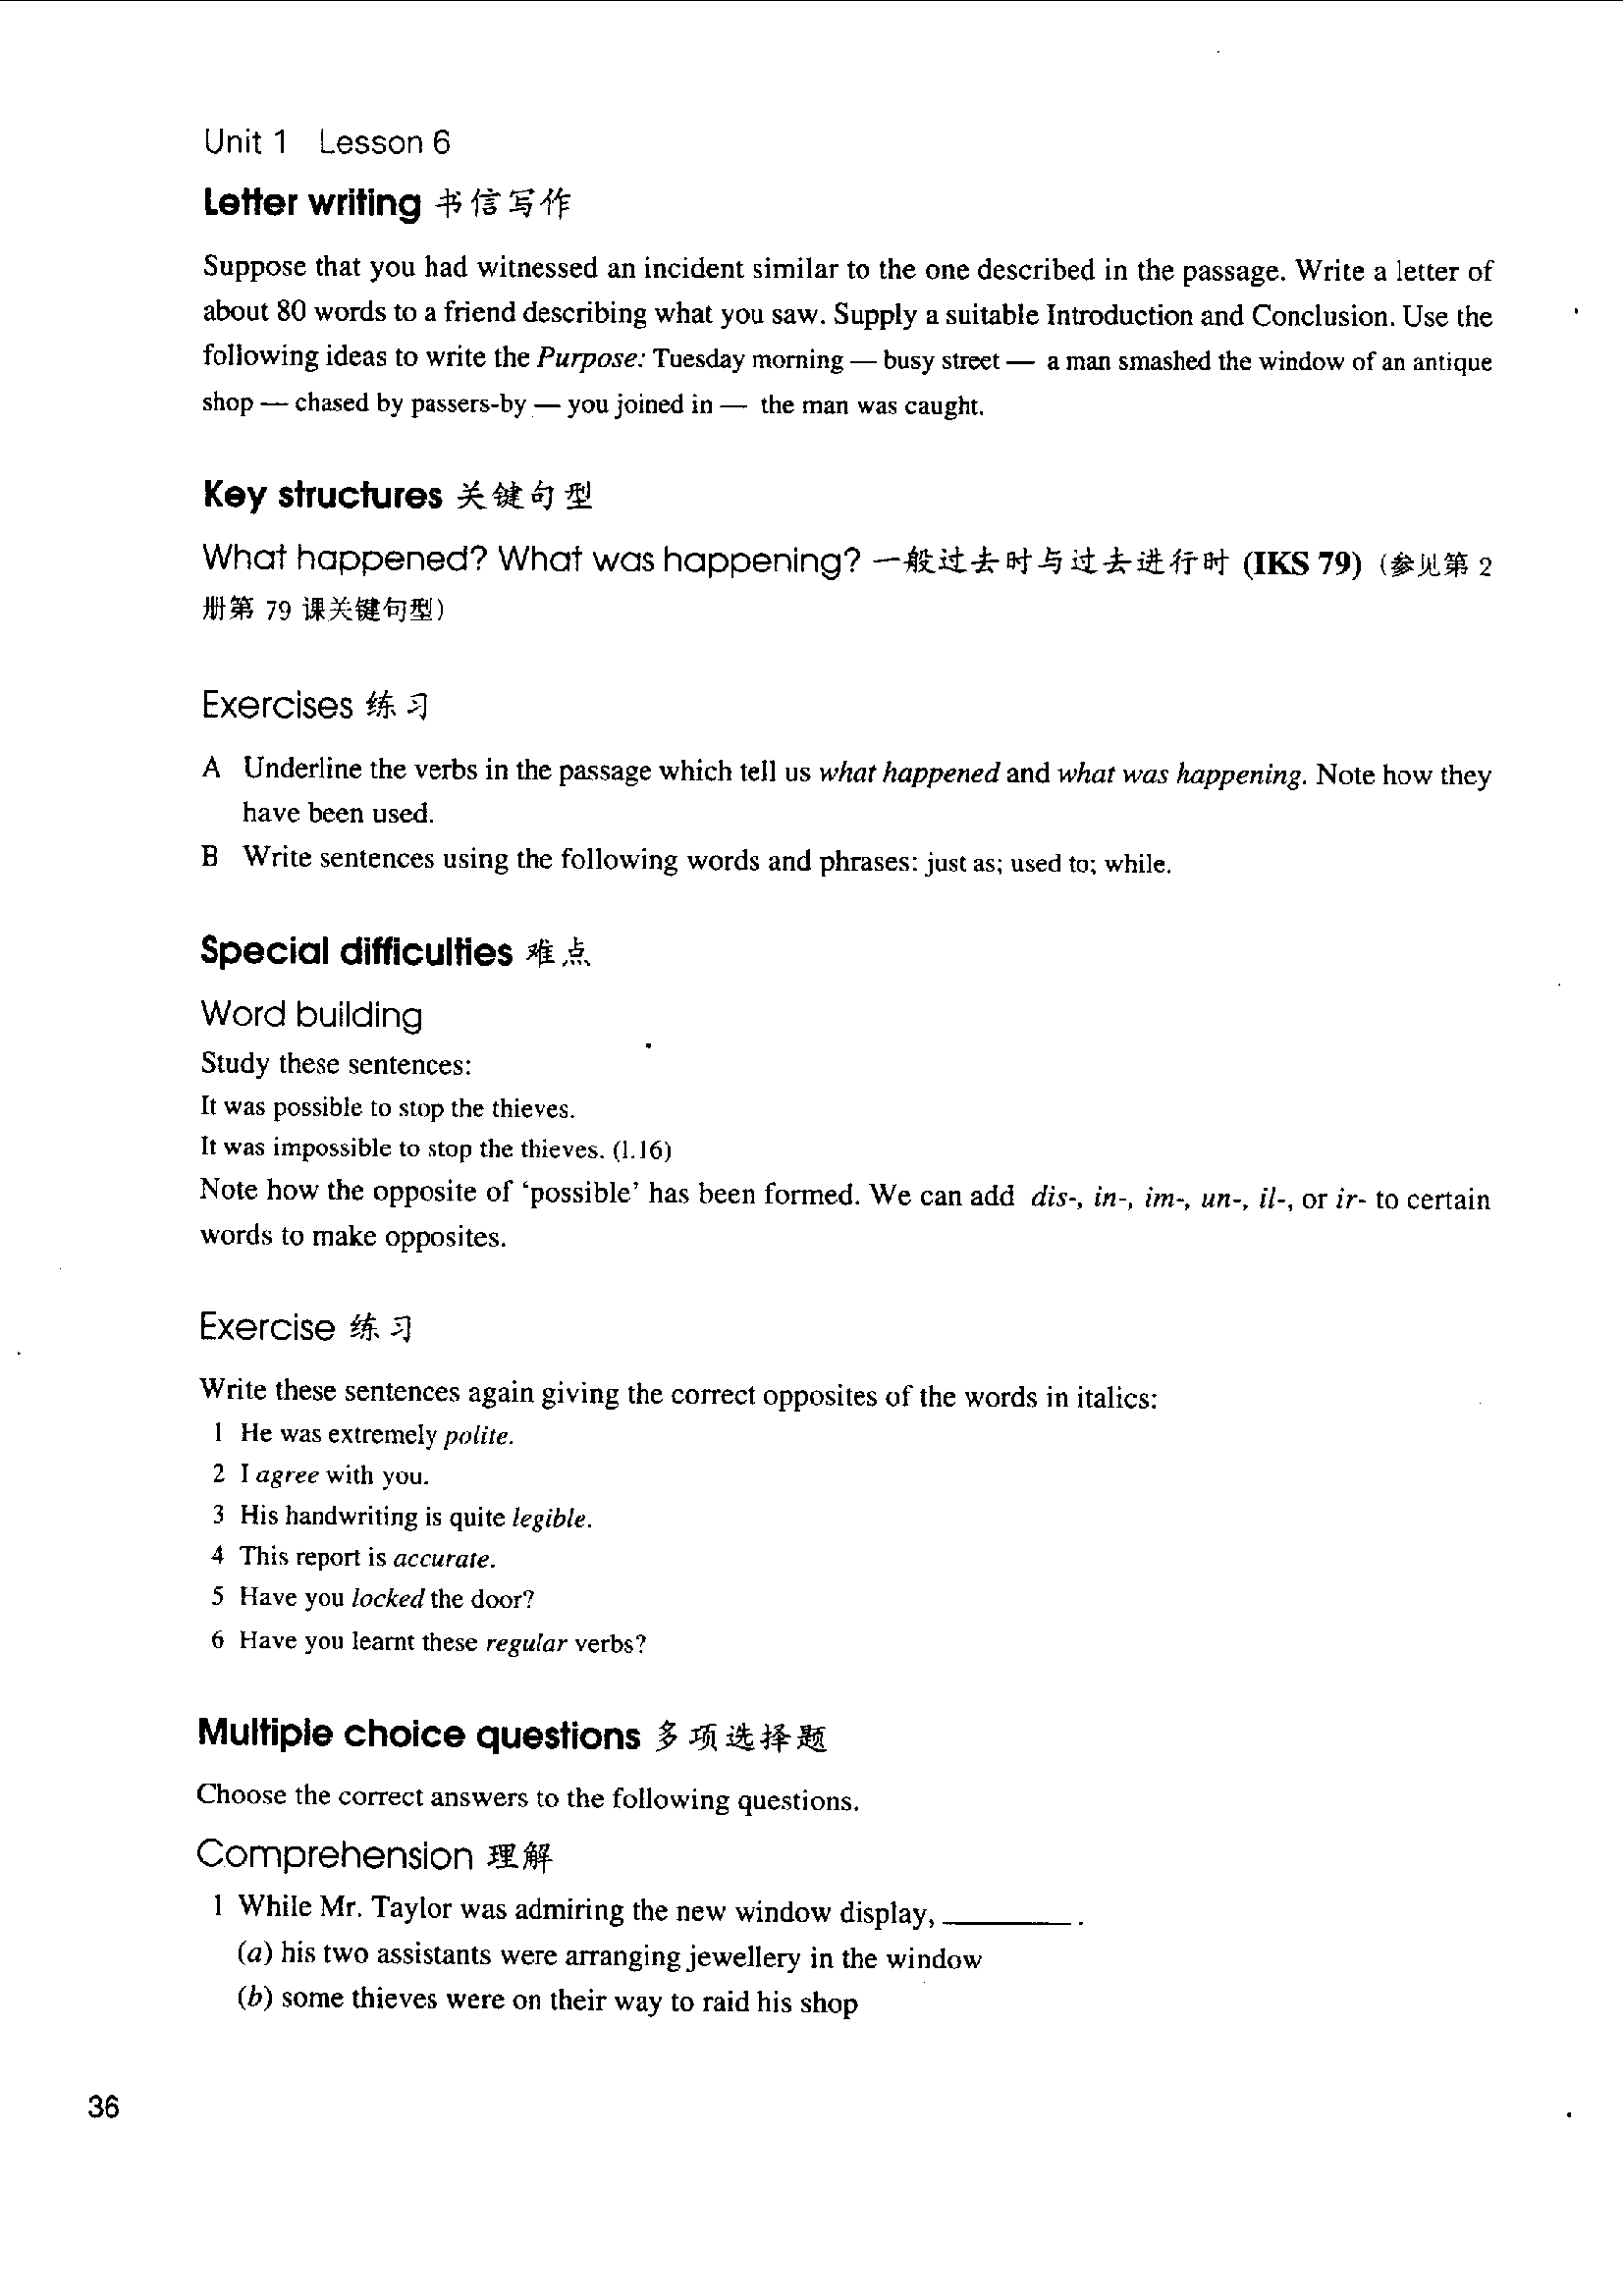 Unit 1 Lesson 6
Letter writing 书信写作
Suppose that you had witnessed an incident similar to the one described in the passage. Write a letter of
about 80 words to a friend describing what you saw. Supply a suitable Introduction and Conclusion. Use the
following ideas to write the Purpose: Tuesday morning — busy street — a man smashed the window of an antique
shop — chased by passers-by — you joined in — the man was caught.
Key structures 关键句型
What happened? What was happening? 一般过去时与过去进行时 (IKS 79) (参见第 2
册第 79 课关键句型)
Exercises 练习
A Underline the verbs in the passage which tell us what happened and what was happening. Note how they
have been used.
B Write sentences using the following words and phrases: just as; used to; while.
Special difficulties 难点
Word building
Study these sentences:
It was possible to stop the thieves.
It was impossible to stop the thieves. (l.16)
Note how the opposite of ‘possible’ has been formed. We can add dis-, in-, im-, un-, il-, or ir- to certain
words to make opposites.
Exercise 练习
Write these sentences again giving the correct opposites of the words in italics:
1 He was extremely polite.
2 I agree with you.
3 His handwriting is quite legible.
4 This report is accurate.
5 Have you locked the door?
6 Have you learnt these regular verbs?
Multiple choice questions 多项选择题
Choose the correct answers to the following questions.
Comprehension 理解
1 While Mr. Taylor was admiring the new window display, ________ .
(a) his two assistants were arranging jewellery in the window
(b) some thieves were on their way to raid his shop
36